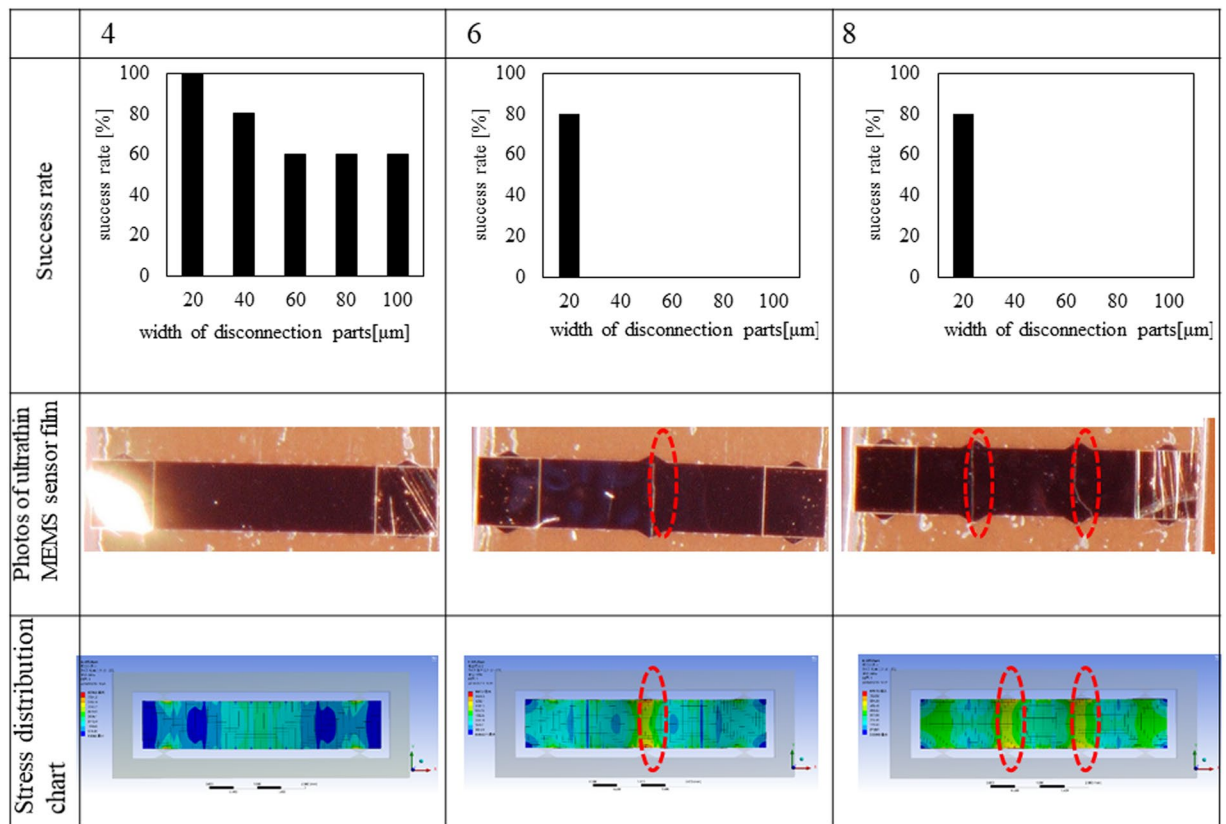 4
6
8
Success rate
success rate [%]
100
80
60
40
20
0
20 40 60 80 100
width of disconnection parts[µm]
success rate [%]
100
80
60
40
20
0
20 40 60 80 100
width of disconnection parts[µm]
success rate [%]
100
80
60
40
20
0
20 40 60 80 100
width of disconnection parts[µm]
Photos of ultrathin
MEMS sensor film
Stress distribution
chart